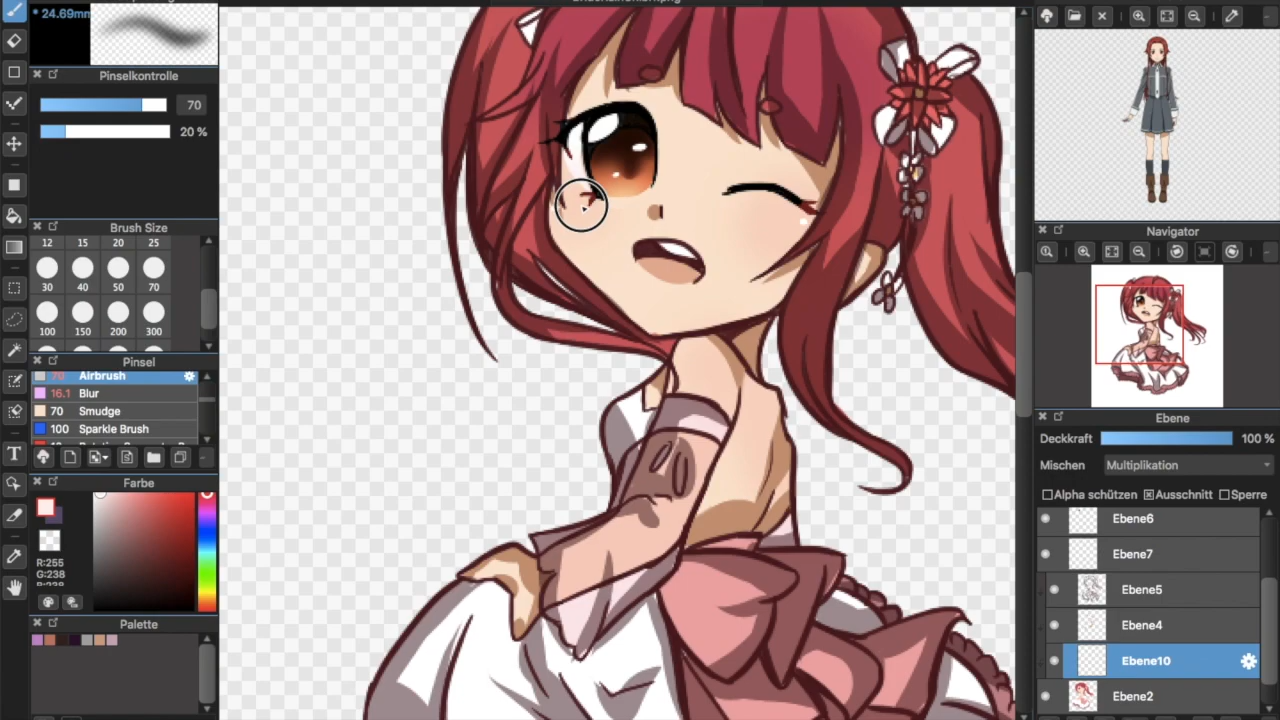 * 24.69mm
Pinselkontrolle
70
20 %
Brush Size
12 15 20 25
30 40 50 70
100 150 200 300
Pinsel
70 Airbrush
16.1 Blur
70 Smudge
100 Sparkle Brush
T
Farbe
R:255
G:238
Palette
Navigator
Ebene
Deckkraft 100 %
Mischen Multiplikation
Alpha schützen Ausschnitt Sperre
Ebene6
Ebene7
Ebene5
Ebene4
Ebene10
Ebene2